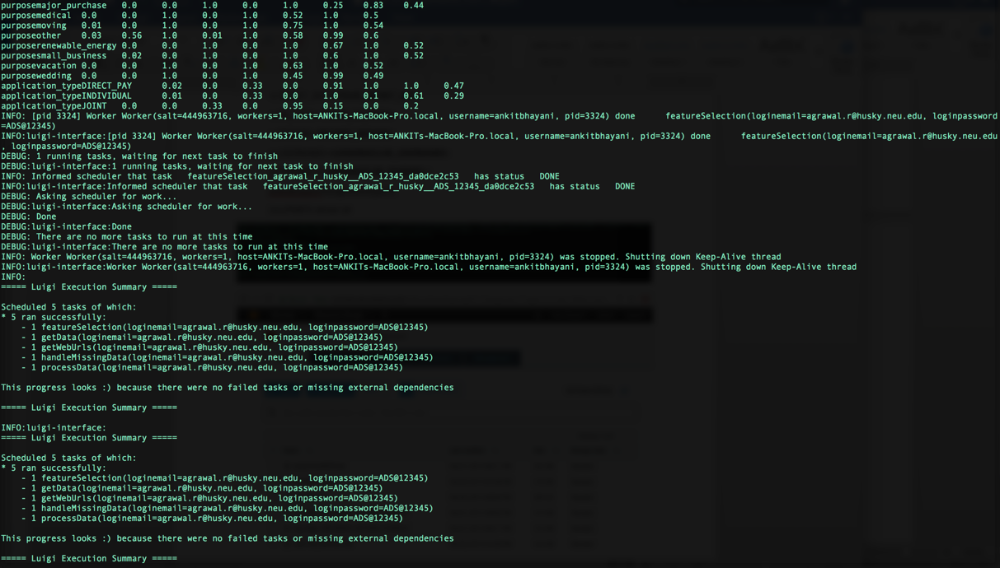 purposemajor_purchase 0.0 0.0 1.0 0.0 1.0 0.25 0.83 0.44
purposemedical 0.0 0.0 1.0 0.0 0.52 1.0 0.5
purposemoving 0.01 0.0 1.0 0.0 0.75 1.0 0.54
purposeother 0.03 0.56 1.0 0.01 1.0 0.58 0.99 0.6
purposerenewable_energy 0.0 0.0 1.0 0.0 1.0 0.67 1.0 0.52
purposesmall_business 0.02 0.0 1.0 0.0 1.0 0.6 1.0 0.52
purposevacation 0.0 0.0 1.0 0.0 1.0 0.63 1.0 0.52
purposewedding 0.0 0.0 1.0 0.0 1.0 0.45 0.99 0.49
application_typeDIRECT_PAY 0.02 0.0 0.33 0.0 0.91 1.0 1.0 0.47
application_typeINDIVIDUAL 0.01 0.0 0.33 0.0 1.0 0.1 0.61 0.29
application_typeJOINT 0.0 0.0 0.33 0.0 0.95 0.15 0.0 0.2
INFO: [pid 3324] Worker Worker(salt=444963716, workers=1, host=ANKITs-MacBook-Pro.local, username=ankitbhayani, pid=3324) done featureSelection(loginemail=agrawal.r@husky.neu.edu, loginpassword
=ADS@12345)
INFO:luigi-interface:[pid 3324] Worker Worker(salt=444963716, workers=1, host=ANKITs-MacBook-Pro.local, username=ankitbhayani, pid=3324) done featureSelection(loginemail=agrawal.r@husky.neu.edu
, loginpassword=ADS@12345)
DEBUG: 1 running tasks, waiting for next task to finish
DEBUG:luigi-interface:1 running tasks, waiting for next task to finish
INFO: Informed scheduler that task featureSelection_agrawal_r_husky__ADS_12345_da0dce2c53 has status DONE
INFO:luigi-interface:Informed scheduler that task featureSelection_agrawal_r_husky__ADS_12345_da0dce2c53 has status DONE
DEBUG: Asking scheduler for work...
DEBUG:luigi-interface:Asking scheduler for work...
DEBUG: Done
DEBUG:luigi-interface:Done
DEBUG: There are no more tasks to run at this time
DEBUG:luigi-interface:There are no more tasks to run at this time
INFO: Worker Worker(salt=444963716, workers=1, host=ANKITs-MacBook-Pro.local, username=ankitbhayani, pid=3324) was stopped. Shutting down Keep-Alive thread
INFO:luigi-interface:Worker Worker(salt=444963716, workers=1, host=ANKITs-MacBook-Pro.local, username=ankitbhayani, pid=3324) was stopped. Shutting down Keep-Alive thread
INFO:
===== Luigi Execution Summary =====
Scheduled 5 tasks of which:
* 5 ran successfully:
- 1 featureSelection(loginemail=agrawal.r@husky.neu.edu, loginpassword=ADS@12345)
- 1 getData(loginemail=agrawal.r@husky.neu.edu, loginpassword=ADS@12345)
- 1 getWebUrls(loginemail=agrawal.r@husky.neu.edu, loginpassword=ADS@12345)
- 1 handleMissingData(loginemail=agrawal.r@husky.neu.edu, loginpassword=ADS@12345)
- 1 processData(loginemail=agrawal.r@husky.neu.edu, loginpassword=ADS@12345)
This progress looks :) because there were no failed tasks or missing external dependencies
===== Luigi Execution Summary =====
INFO:luigi-interface:
===== Luigi Execution Summary =====
Scheduled 5 tasks of which:
* 5 ran successfully:
- 1 featureSelection(loginemail=agrawal.r@husky.neu.edu, loginpassword=ADS@12345)
- 1 getData(loginemail=agrawal.r@husky.neu.edu, loginpassword=ADS@12345)
- 1 getWebUrls(loginemail=agrawal.r@husky.neu.edu, loginpassword=ADS@12345)
- 1 handleMissingData(loginemail=agrawal.r@husky.neu.edu, loginpassword=ADS@12345)
- 1 processData(loginemail=agrawal.r@husky.neu.edu, loginpassword=ADS@12345)
This progress looks :) because there were no failed tasks or missing external dependencies
===== Luigi Execution Summary =====